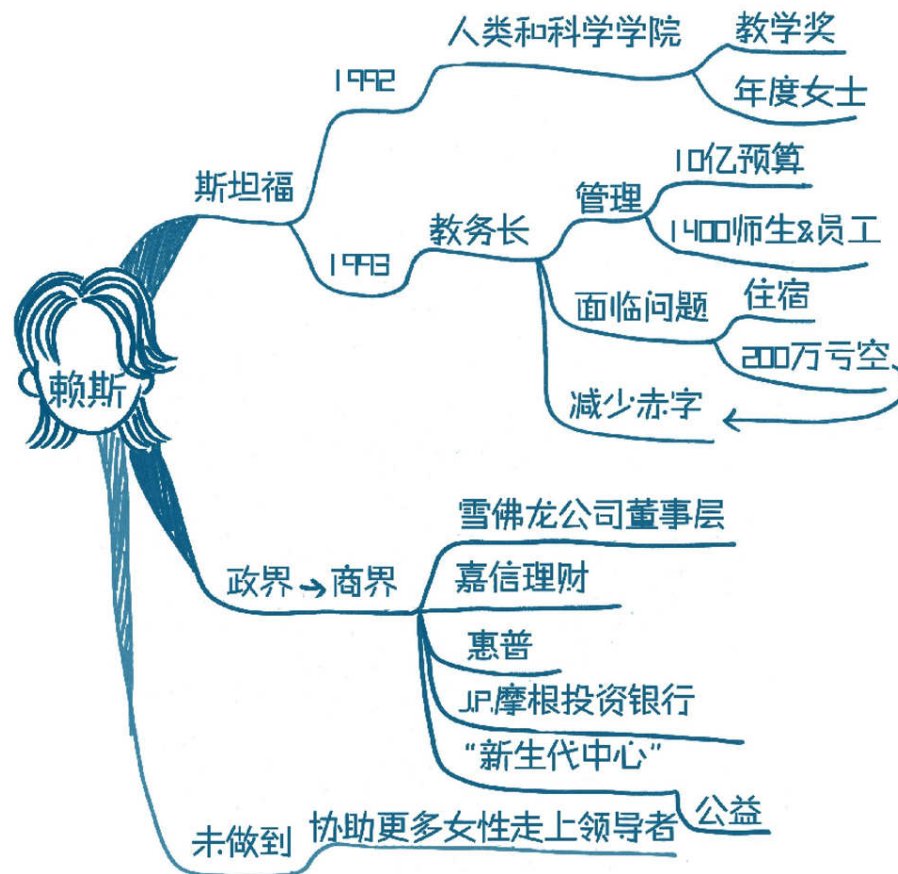 赖斯
斯坦福
1992
人类和科学学院
教学奖
年度女士
1993
教务长
管理
10亿预算
1400师生&员工
面临问题
住宿
200万亏空
减少赤字
政界→商界
雪佛龙公司董事层
嘉信理财
惠普
J.P.摩根投资银行
“新生代中心”
公益
未做到
协助更多女性走上领导者